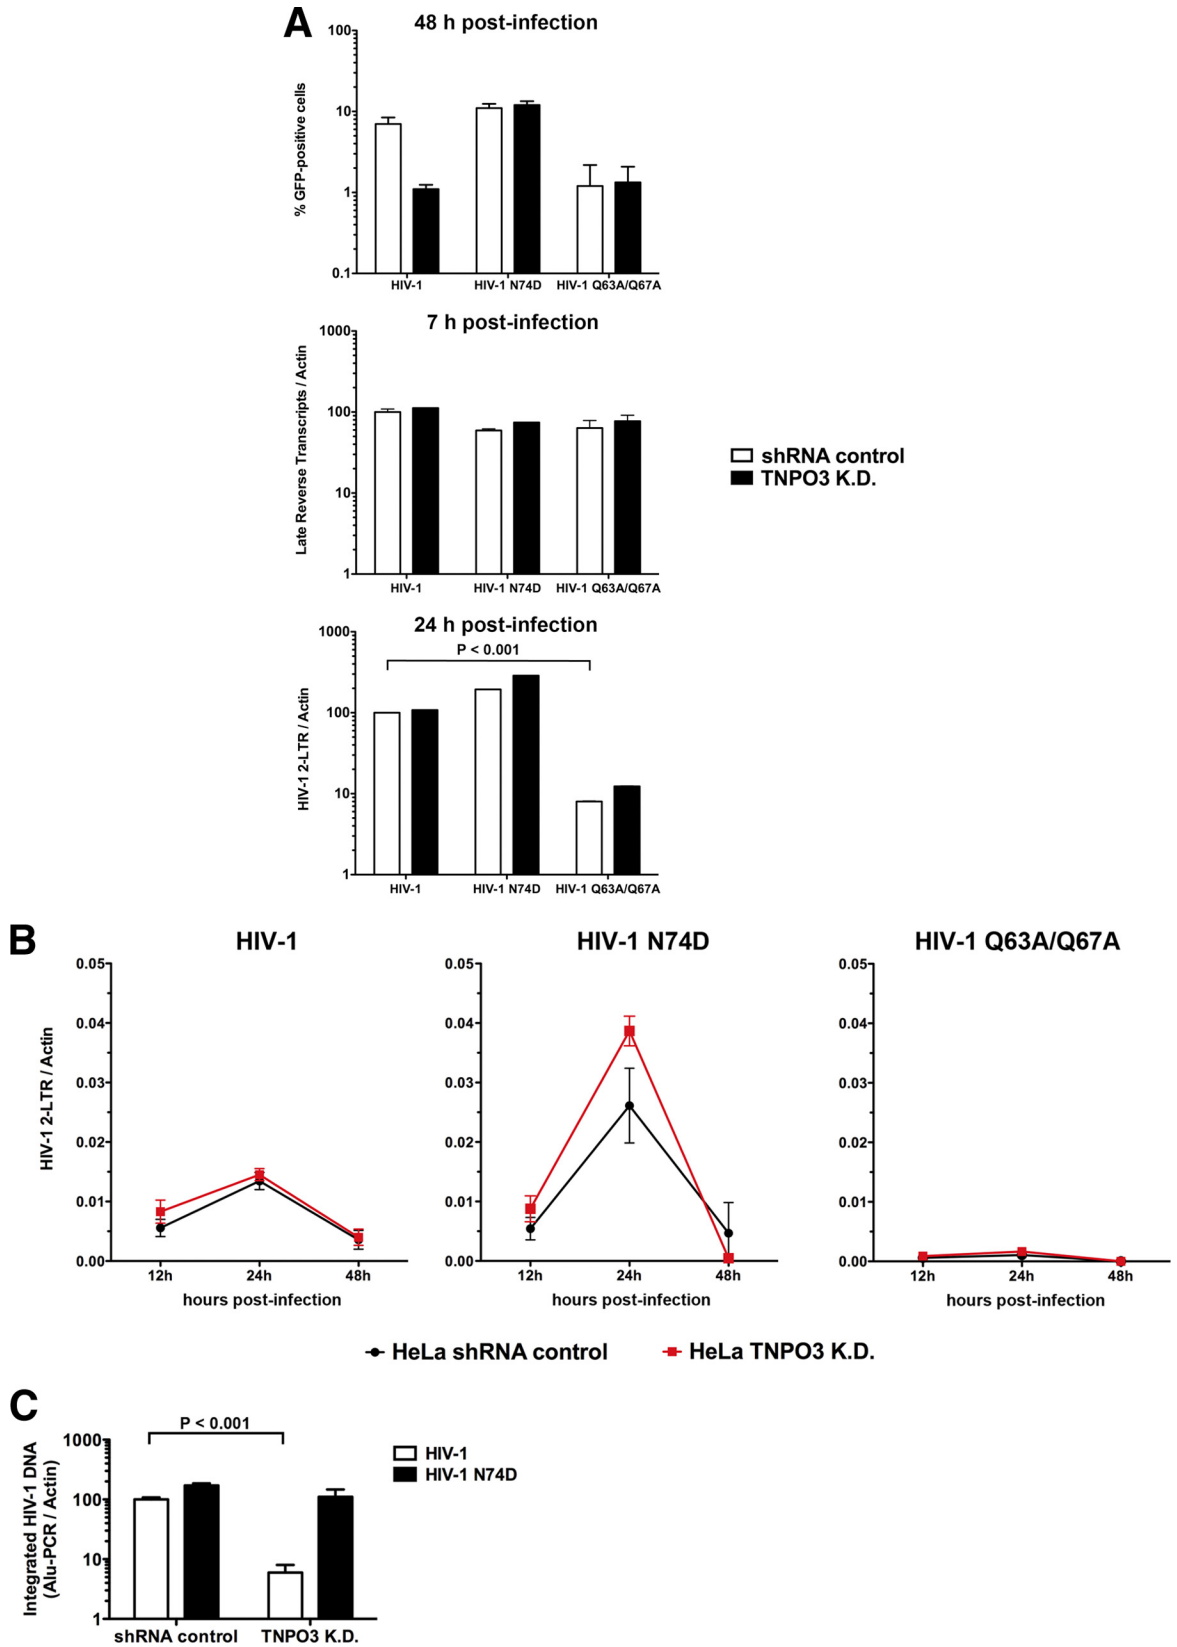 A
48 h post-infection
% GFP-positive cells
100
10
1
0.1
HIV-1
HIV-1 N74D
HIV-1 Q63A/Q67A
7 h post-infection
Late Reverse Transcripts / Actin
1000
100
10
1
HIV-1
HIV-1 N74D
HIV-1 Q63A/Q67A
shRNA control
TNPO3 K.D.
24 h post-infection
P < 0.001
HIV-1 2-LTR / Actin
1000
100
10
1
HIV-1
HIV-1 N74D
HIV-1 Q63A/Q67A
B
HIV-1
HIV-1 2-LTR / Actin
0.05
0.04
0.03
0.02
0.01
0.00
12h
24h
48h
hours post-infection
HIV-1 N74D
0.05
0.04
0.03
0.02
0.01
0.00
12h
24h
48h
hours post-infection
HIV-1 Q63A/Q67A
0.05
0.04
0.03
0.02
0.01
0.00
12h
24h
48h
hours post-infection
HeLa shRNA control
HeLa TNPO3 K.D.
C
P < 0.001
Integrated HIV-1 DNA
(Alu-PCR / Actin)
1000
100
10
1
shRNA control
TNPO3 K.D.
HIV-1
HIV-1 N74D